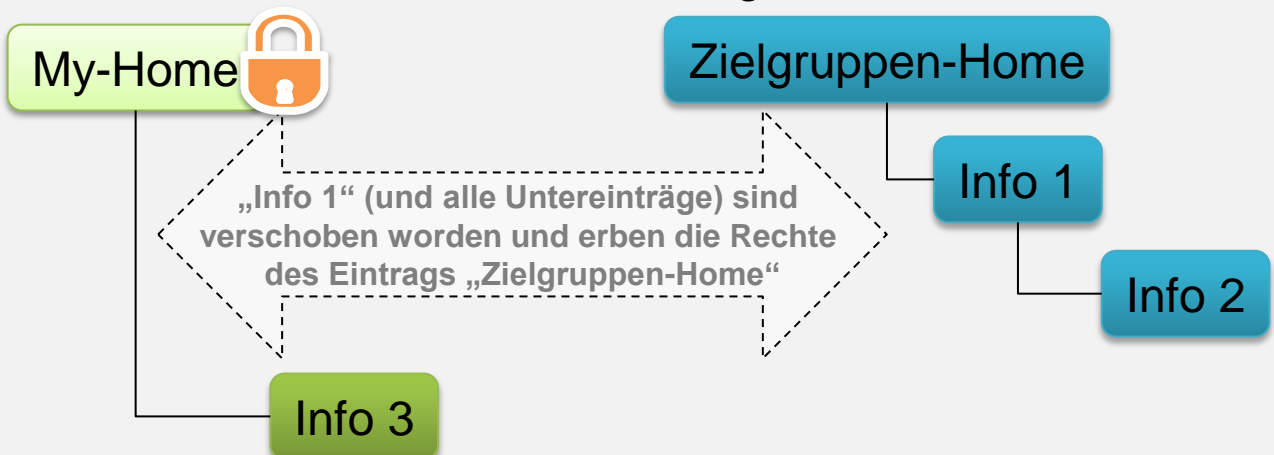 My-Home
Zielgruppen-Home
Info 1
„Info 1“ (und alle Untereinträge) sind
verschoben worden und erben die Rechte
des Eintrags „Zielgruppen-Home“
Info 2
Info 3